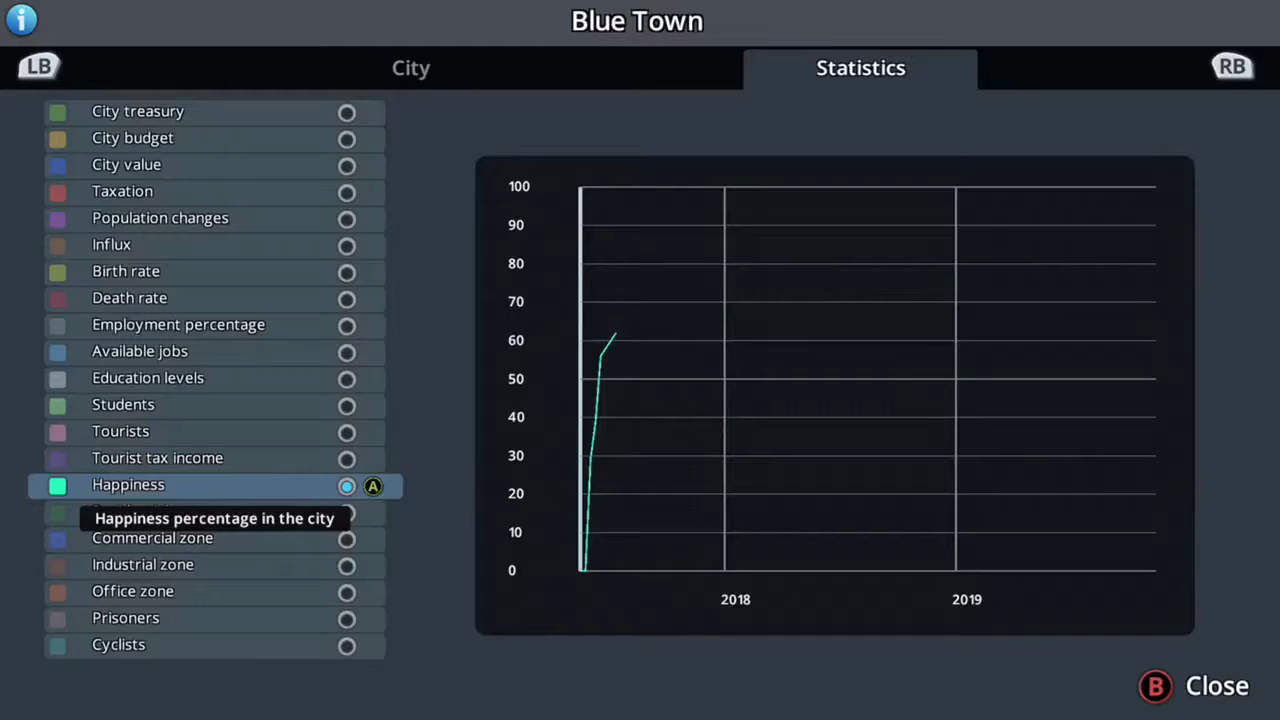 Blue Town
LB
City
Statistics
RB
City treasury
City budget
City value
Taxation
Population changes
Influx
Birth rate
Death rate
Employment percentage
Available jobs
Education levels
Students
Tourists
Tourist tax income
Happiness
A
Happiness percentage in the city
Commercial zone
Industrial zone
Office zone
Prisoners
Cyclists
100
90
80
70
60
50
40
30
20
10
0
2018
2019
B Close